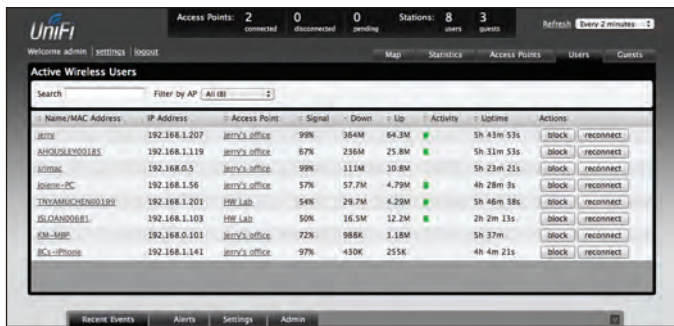 UniFi
Access Points: 2 connected 0 disconnected 0 pending Stations: 8 users 3 guests Refresh Every 2 minutes
Welcome admin | settings | logout
Map Statistics Access Points Users Guests
Active Wireless Users
Search Filter by AP All (8)
Name/MAC Address IP Address Access Point Signal Down Up Activity Uptime Actions
jerry 192.168.1.207 jerry's office 99% 364M 64.3M 5h 43m 53s block reconnect
AHOUSLEY00185 192.168.1.119 jerry's office 67% 236M 25.8M 5h 31m 53s block reconnect
srimac 192.168.0.5 jerry's office 99% 111M 10.8M 5h 23m 21s block reconnect
Jolene-PC 192.168.1.56 jerry's office 57% 57.7M 4.79M 4h 28m 3s block reconnect
TNYAMUCHEN00199 192.168.1.201 HW Lab 54% 29.7M 4.29M 5h 46m 38s block reconnect
JSLOAN00681 192.168.1.103 HW Lab 50% 16.5M 12.2M 2h 2m 13s block reconnect
KM-MBP 192.168.0.101 jerry's office 72% 988K 1.18M 5h 37m block reconnect
BCs-iPhone 192.168.1.141 jerry's office 97% 430K 255K 4h 4m 21s block reconnect
Recent Events Alerts Settings Admin